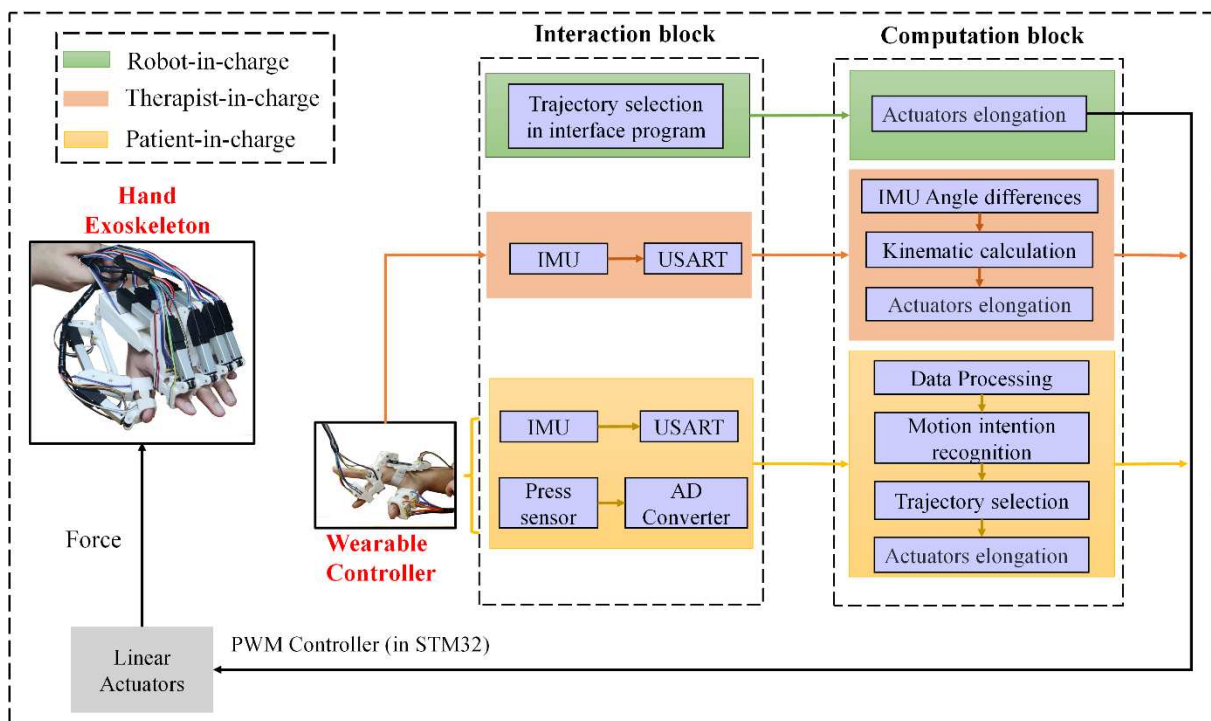 Robot-in-charge
Therapist-in-charge
Patient-in-charge
Hand
Exoskeleton
Force
Linear
Actuators
PWM Controller (in STM32)
Wearable
Controller
Interaction block
Trajectory selection
in interface program
IMU
USART
IMU
USART
Press
sensor
AD
Converter
Computation block
Actuators elongation
IMU Angle differences
Kinematic calculation
Actuators elongation
Data Processing
Motion intention
recognition
Trajectory selection
Actuators elongation